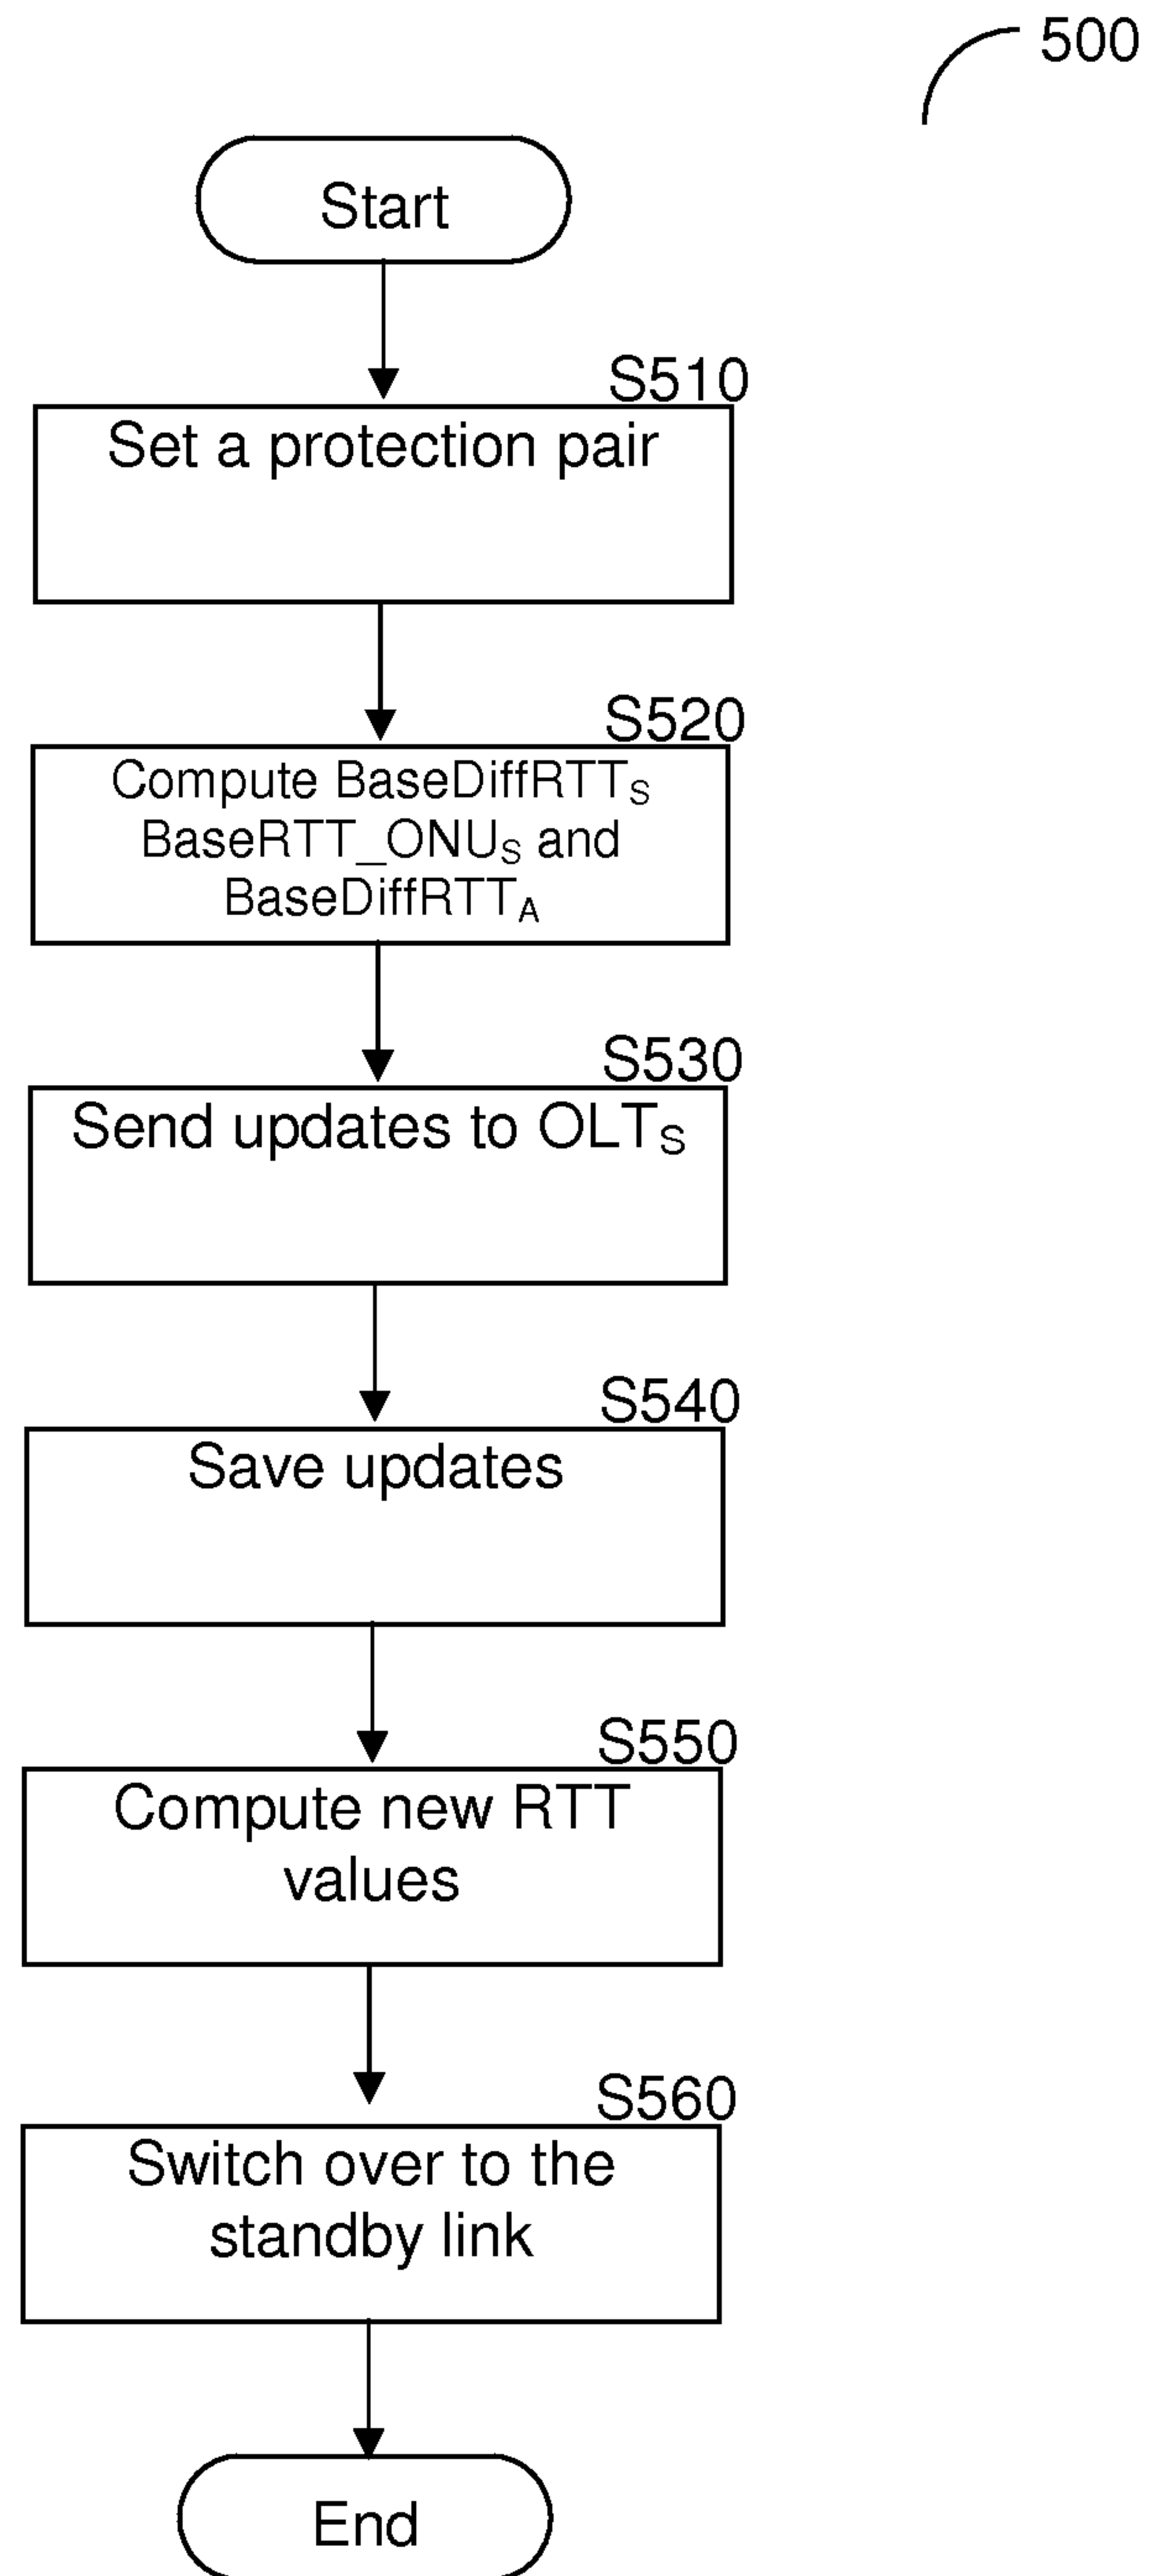 500
Start
S510
Set a protection pair
S520
Compute BaseDiffRTTS
BaseRTT_ONUS and
BaseDiffRTTA
S530
Send updates to OLTS
S540
Save updates
S550
Compute new RTT
values
S560
Switch over to the
standby link
End